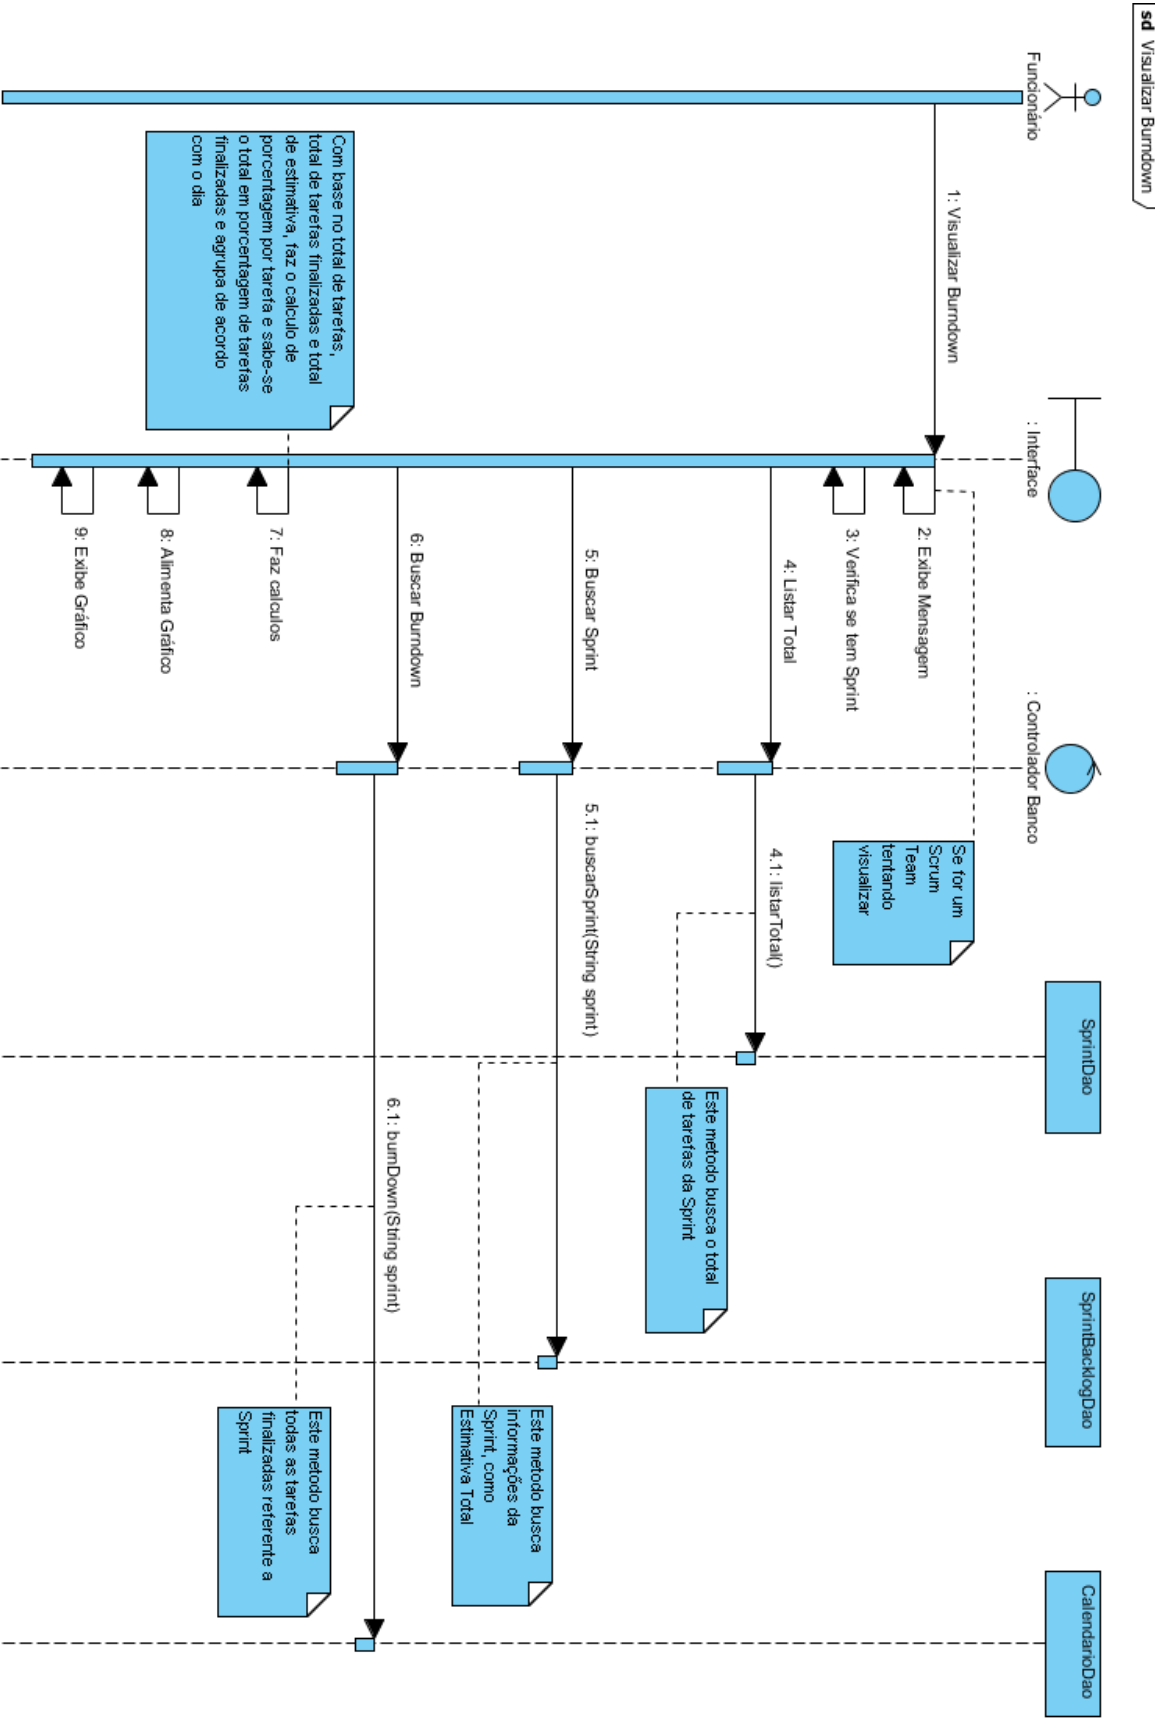 sd Visualizar Burndown
Funcionário
: Interface
: Controlador Banco
SprintDao
SprintBacklogDao
CalendarioDao
1: Visualizar Burndown
2: Exibe Mensagem
Se for um
Scrum
Team
tentando
visualizar
3: Verifica se tem Sprint
4: Listar Total
4.1: listarTotal()
Este metodo busca o total
de tarefas da Sprint
5: Buscar Sprint
5.1: buscarSprint(String sprint)
Este metodo busca
informações da
Sprint, como
Estimativa Total
6: Buscar Burndown
6.1: burnDown(String sprint)
Este metodo busca
todas as tarefas
finalizadas referente a
Sprint
Com base no total de tarefas,
total de tarefas finalizadas e total
de estimativa, faz o calculo de
porcentagem por tarefa e sabe-se
o total em porcentagem de tarefas
finalizadas e agrupa de acordo
com o dia
7: Faz calculos
8: Alimenta Gráfico
9: Exibe Gráfico